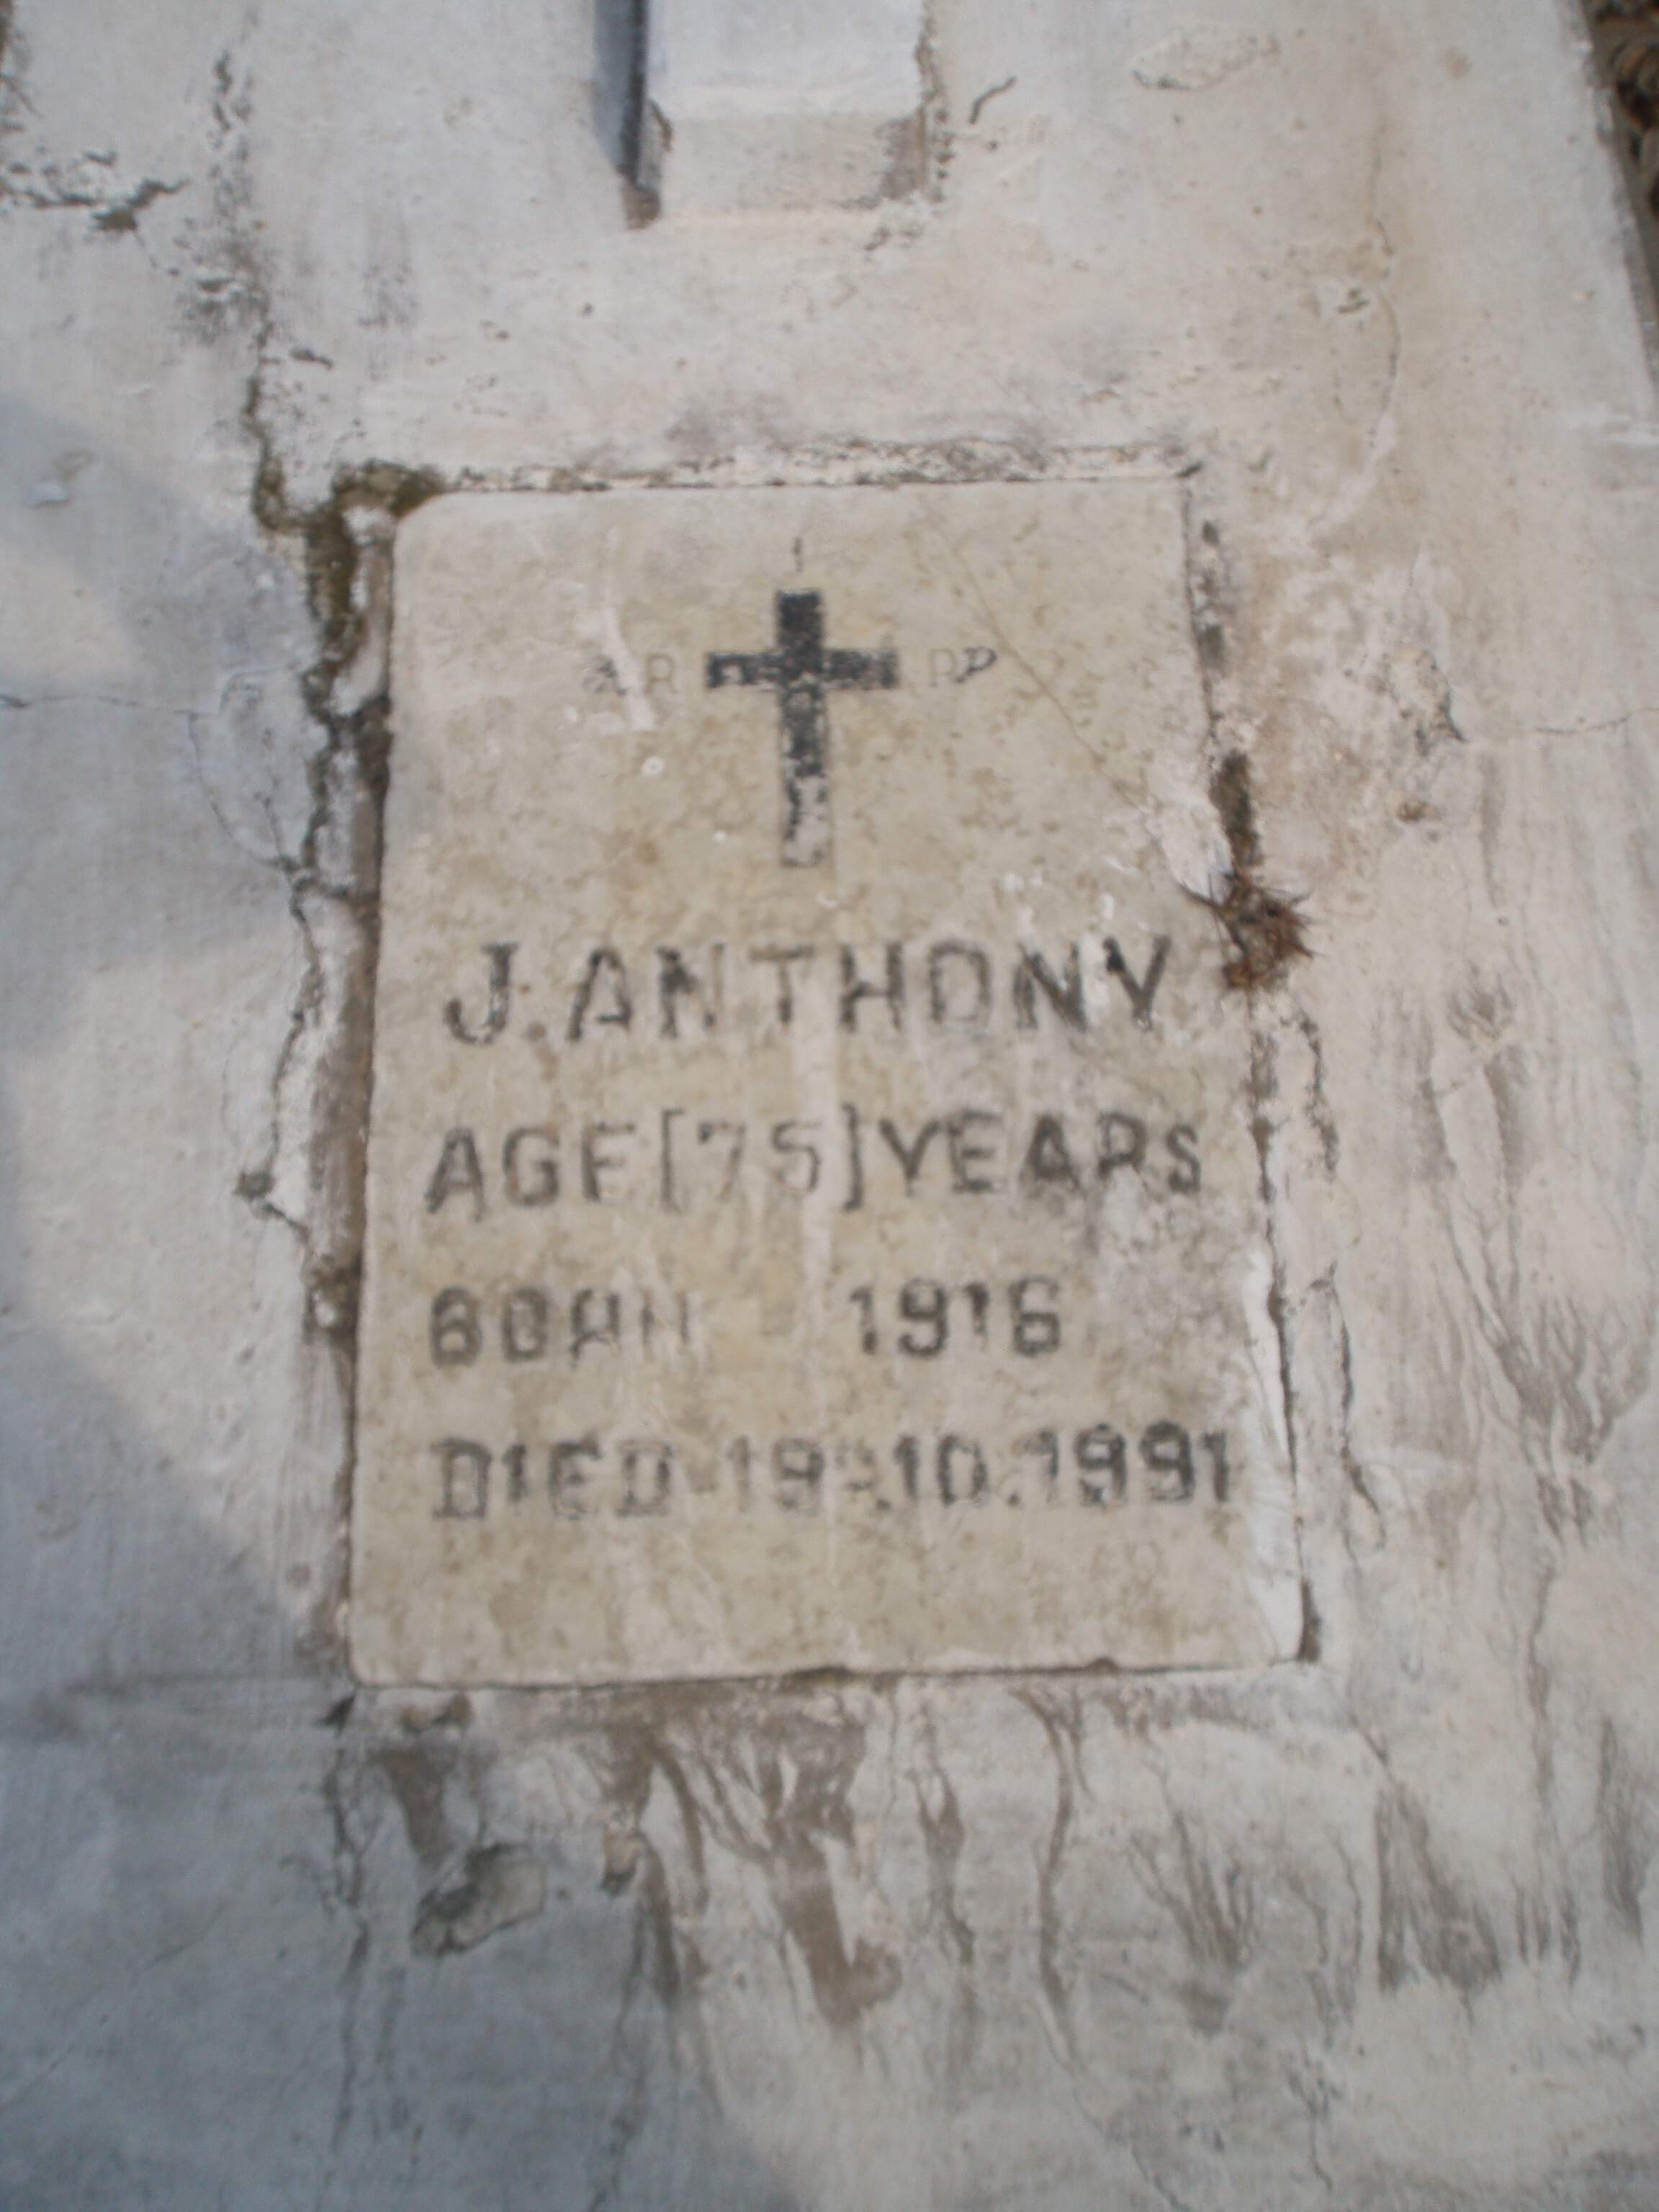 J. ANTHONY
AGE [75] YEARS
BORN 1916
DIED 19.10.1991